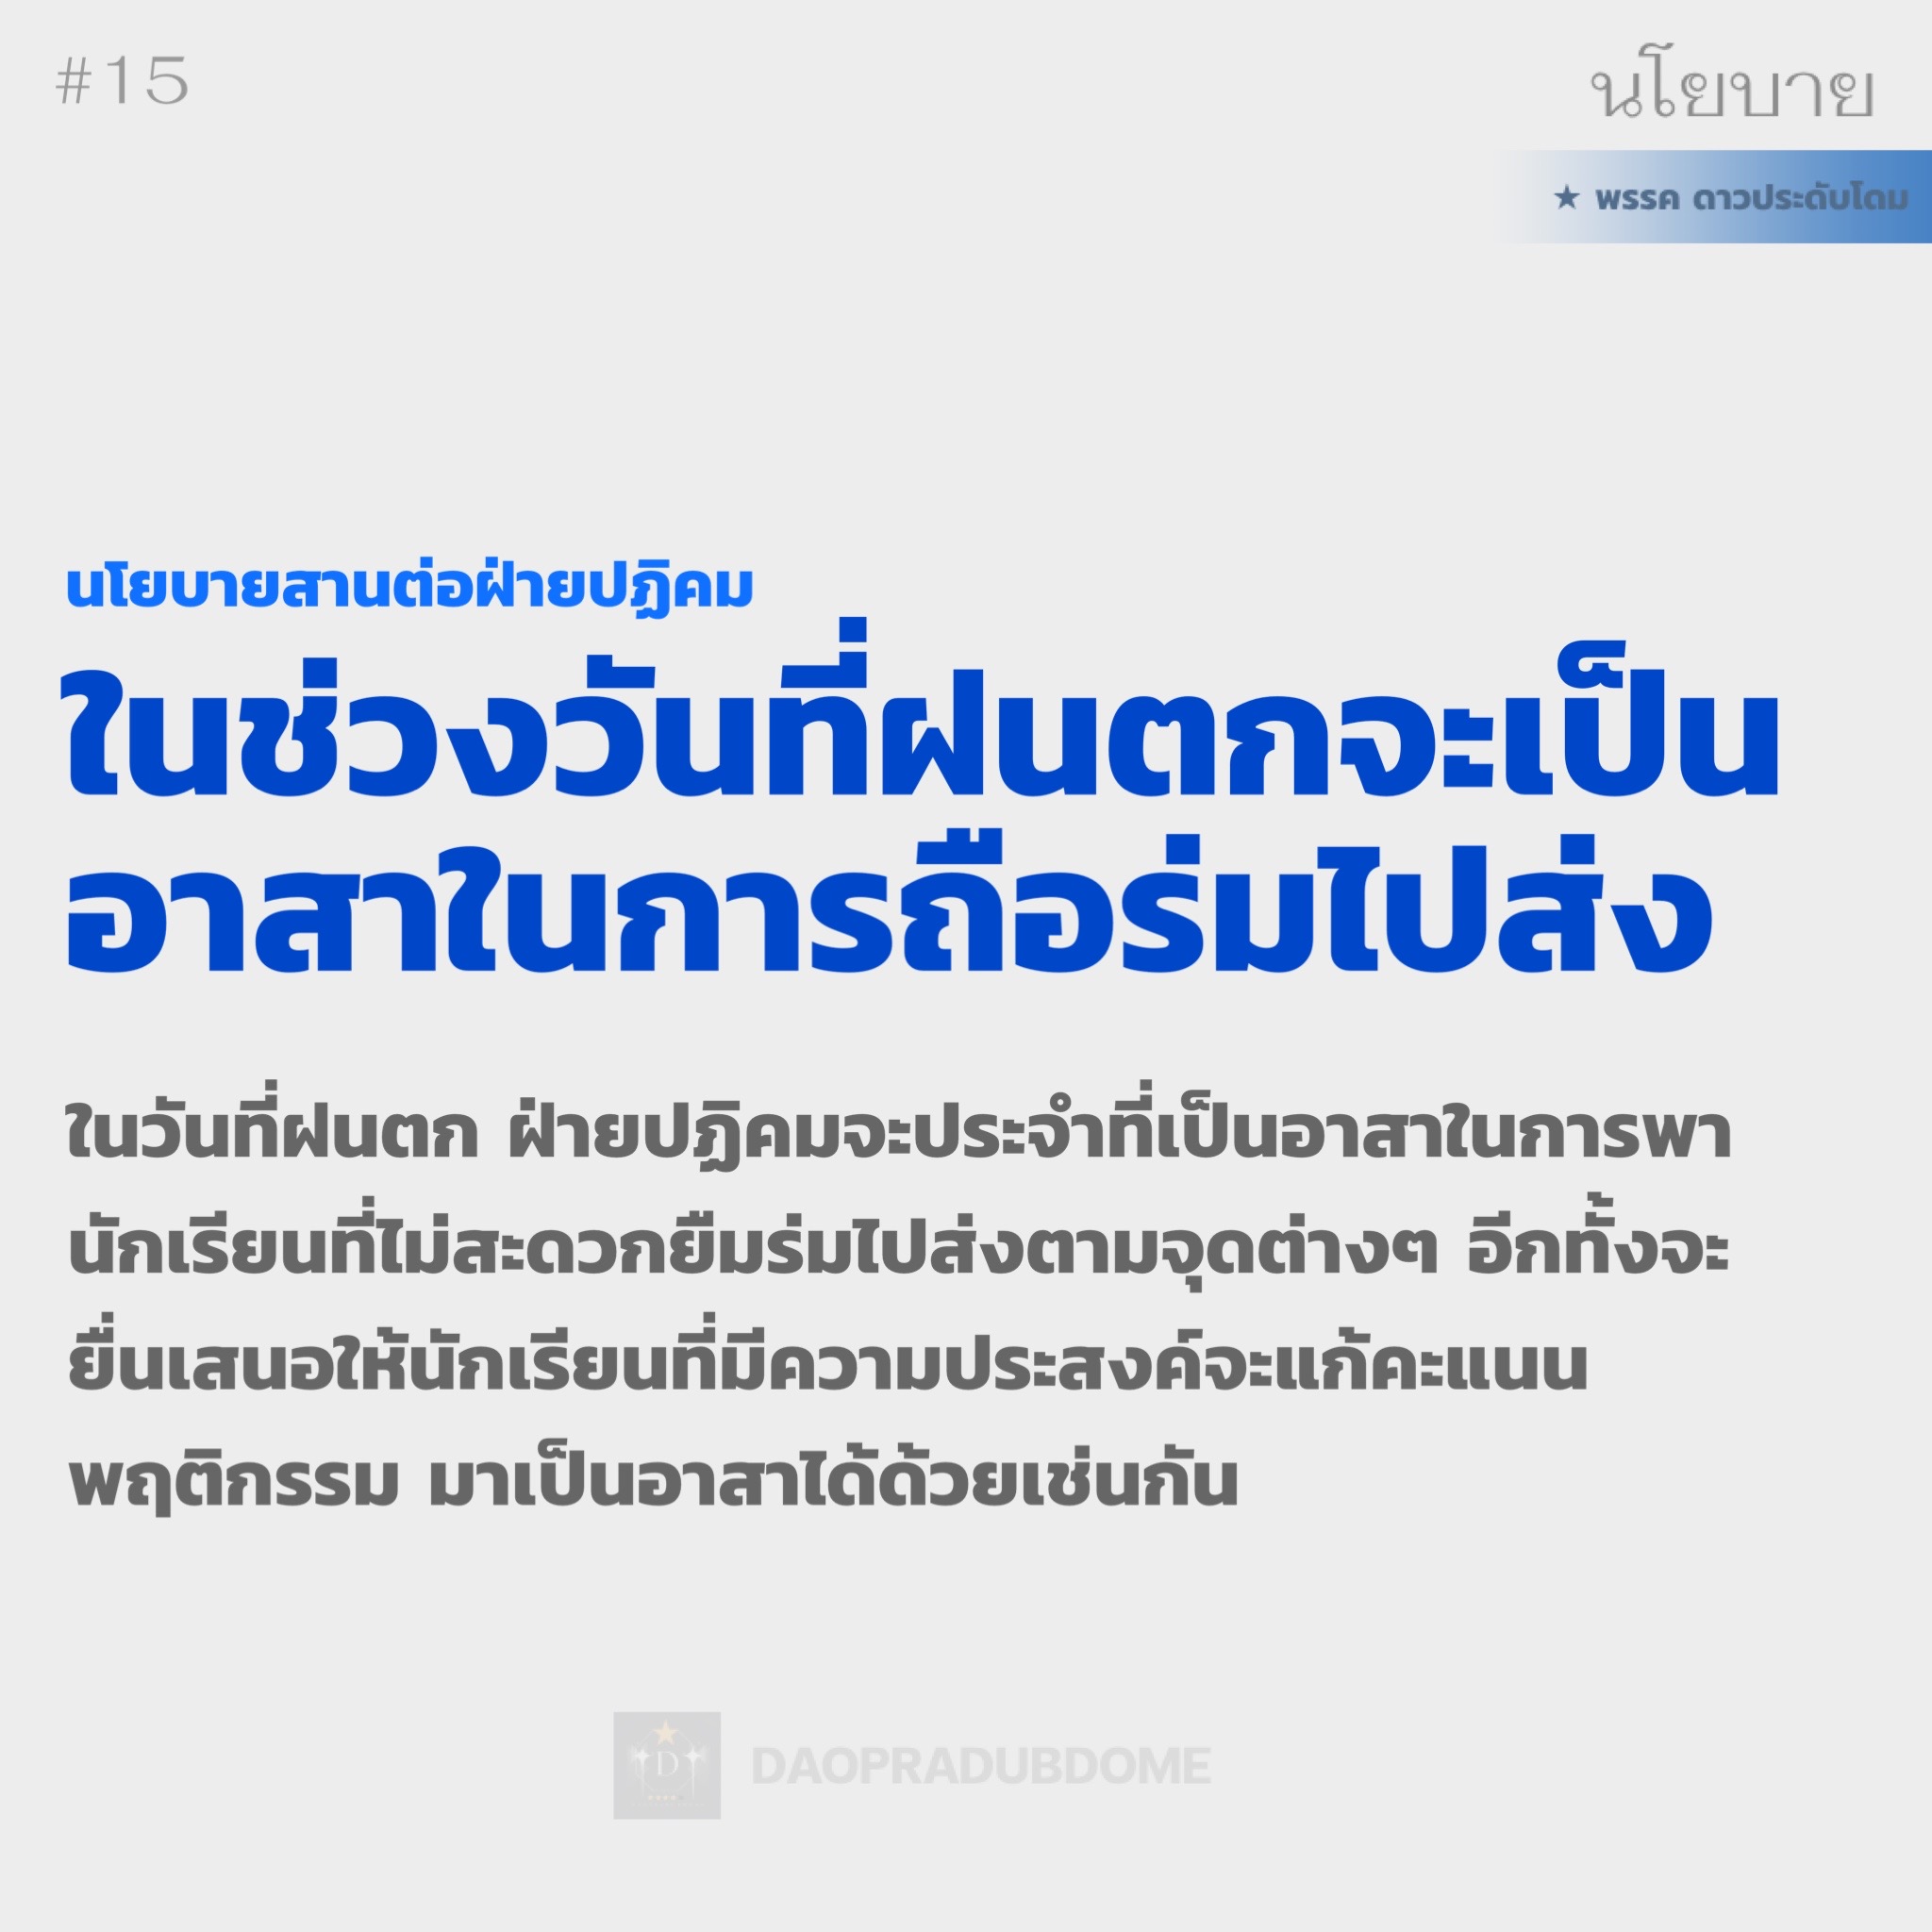 #15
นโยบาย
★ พรรค ดาวประดับโดม
นโยบายสานต่อฝ่ายปฏิคม
ในช่วงวันที่ฝนตกจะเป็น
อาสาในการถือร่มไปส่ง
ในวันที่ฝนตก ฝ่ายปฏิคมจะประจำที่เป็นอาสาในการพา
นักเรียนที่ไม่สะดวกยืมร่มไปส่งตามจุดต่างๆ อีกทั้งจะ
ยื่นเสนอให้นักเรียนที่มีความประสงค์จะแก้คะแนน
พฤติกรรม มาเป็นอาสาได้ด้วยเช่นกัน
D
DAOPRADUBDOME